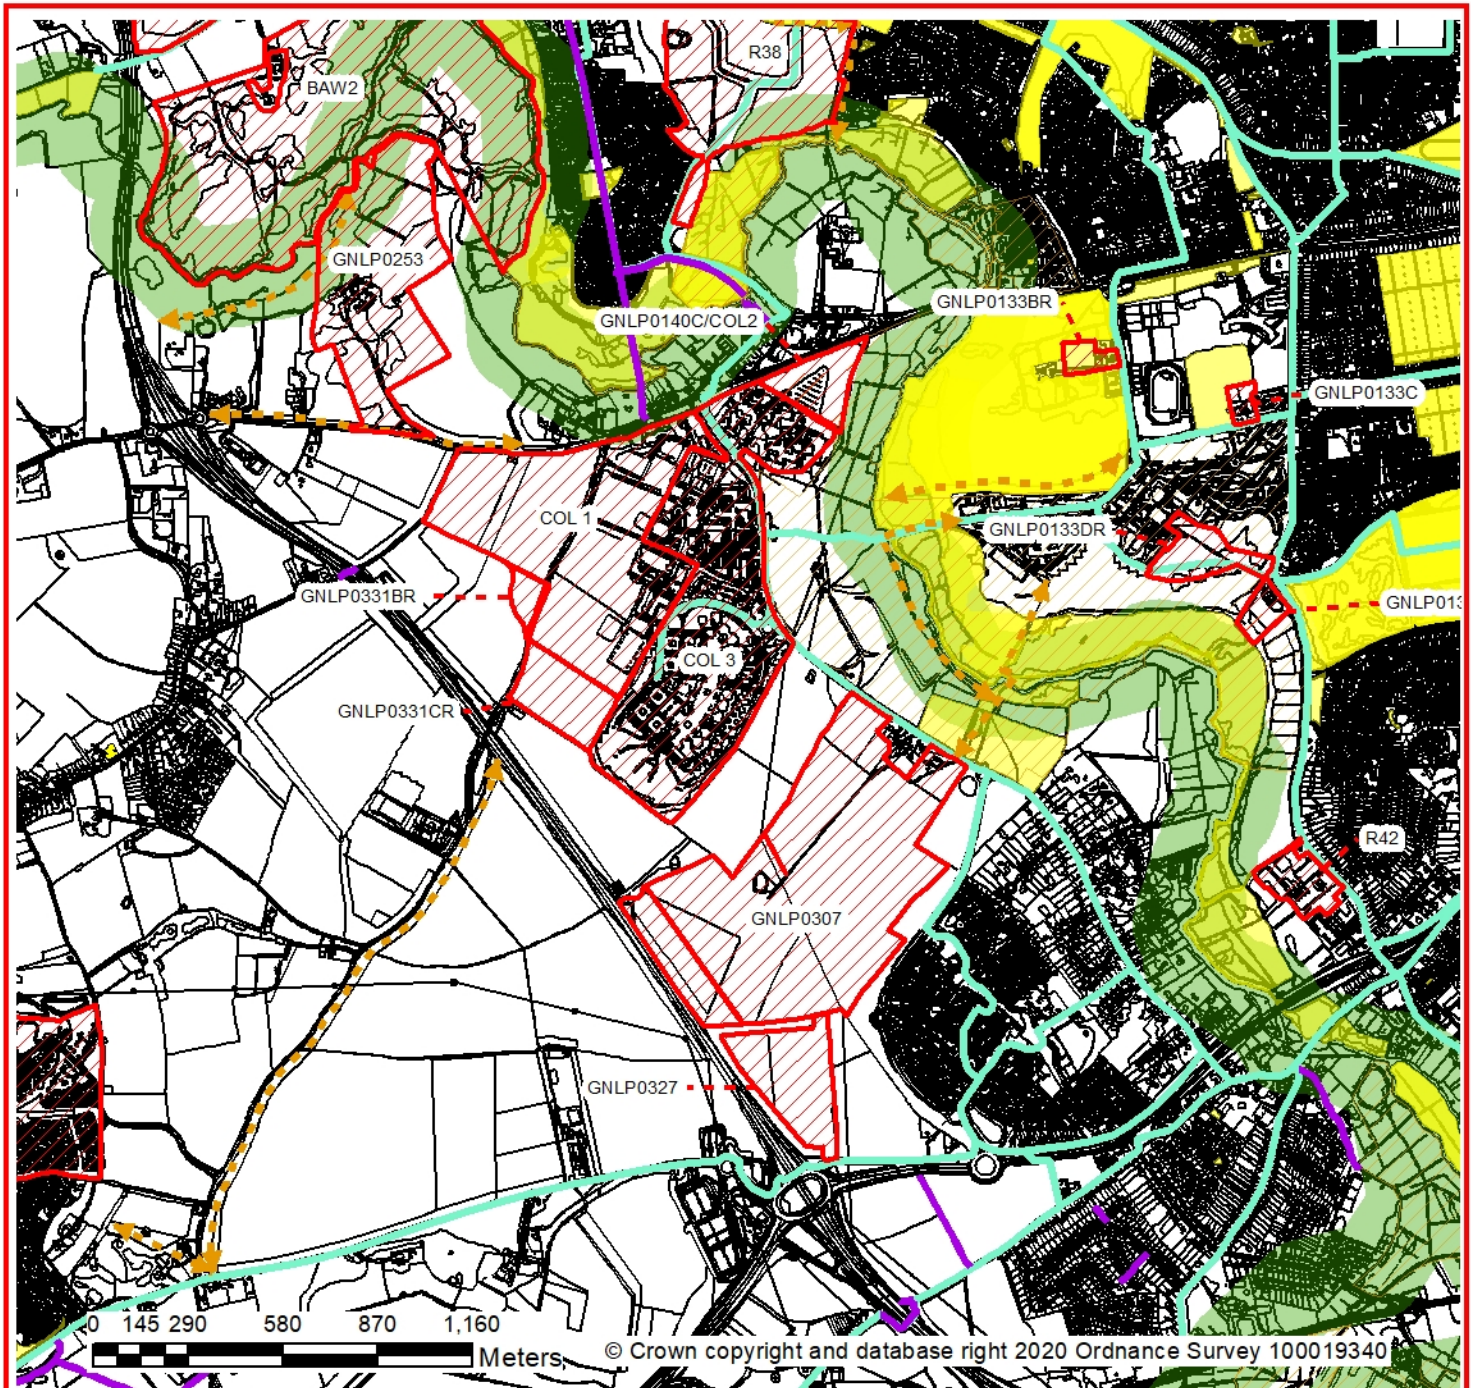 R38
BAW2
GNLP0253
GNLP0133BR
GNLP0140C/COL2
GNLP0133C
COL 1
GNLP0133DR
GNLP0331BR
GNLP013
COL 3
GNLP0331CR
R42
GNLP0307
GNLP0327
0 145 290 580 870 1,160
Meters
© Crown copyright and database right 2020 Ordnance Survey 100019340